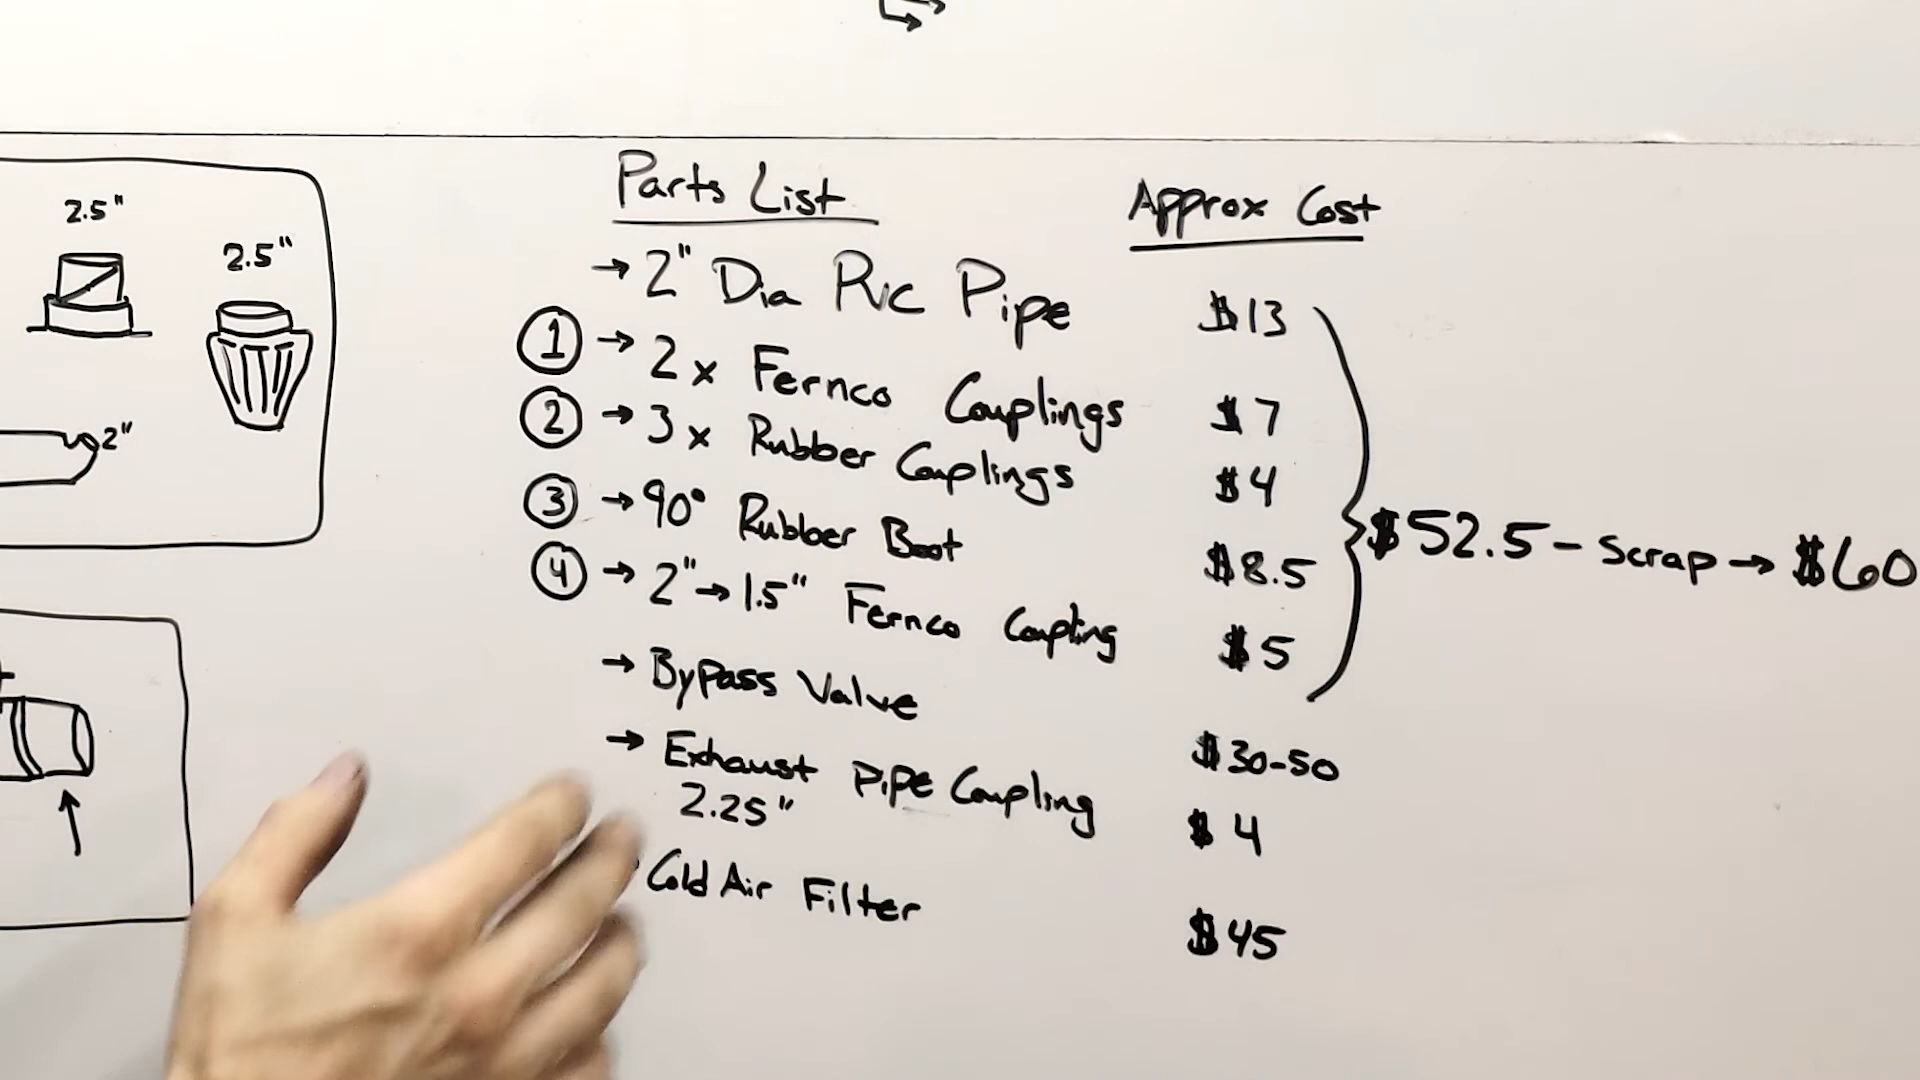 2.5"
2.5"
2"
Parts List
Approx Cost
→ 2" Dia PVC Pipe $13
① → 2x Fernco Couplings $7
② → 3x Rubber Couplings $4
③ → 90° Rubber Boot $8.5
④ → 2" → 1.5" Fernco Coupling $5
→ Bypass Valve $30-50
→ Exhaust Pipe Coupling $4
2.25"
Cold Air Filter $45
$52.5 - Scrap → $60